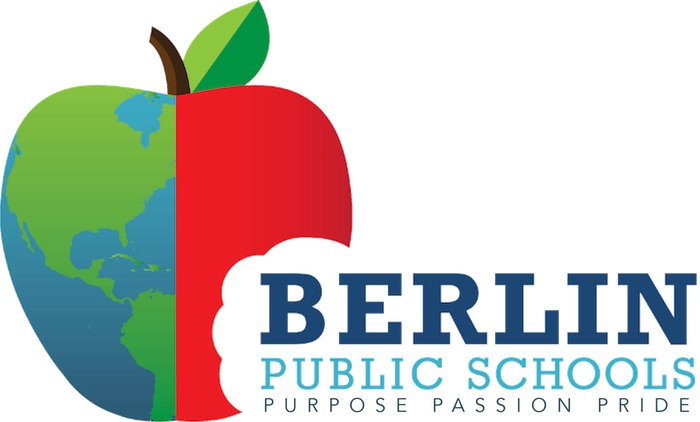 BERLIN
PUBLIC SCHOOLS
PURPOSE PASSION PRIDE